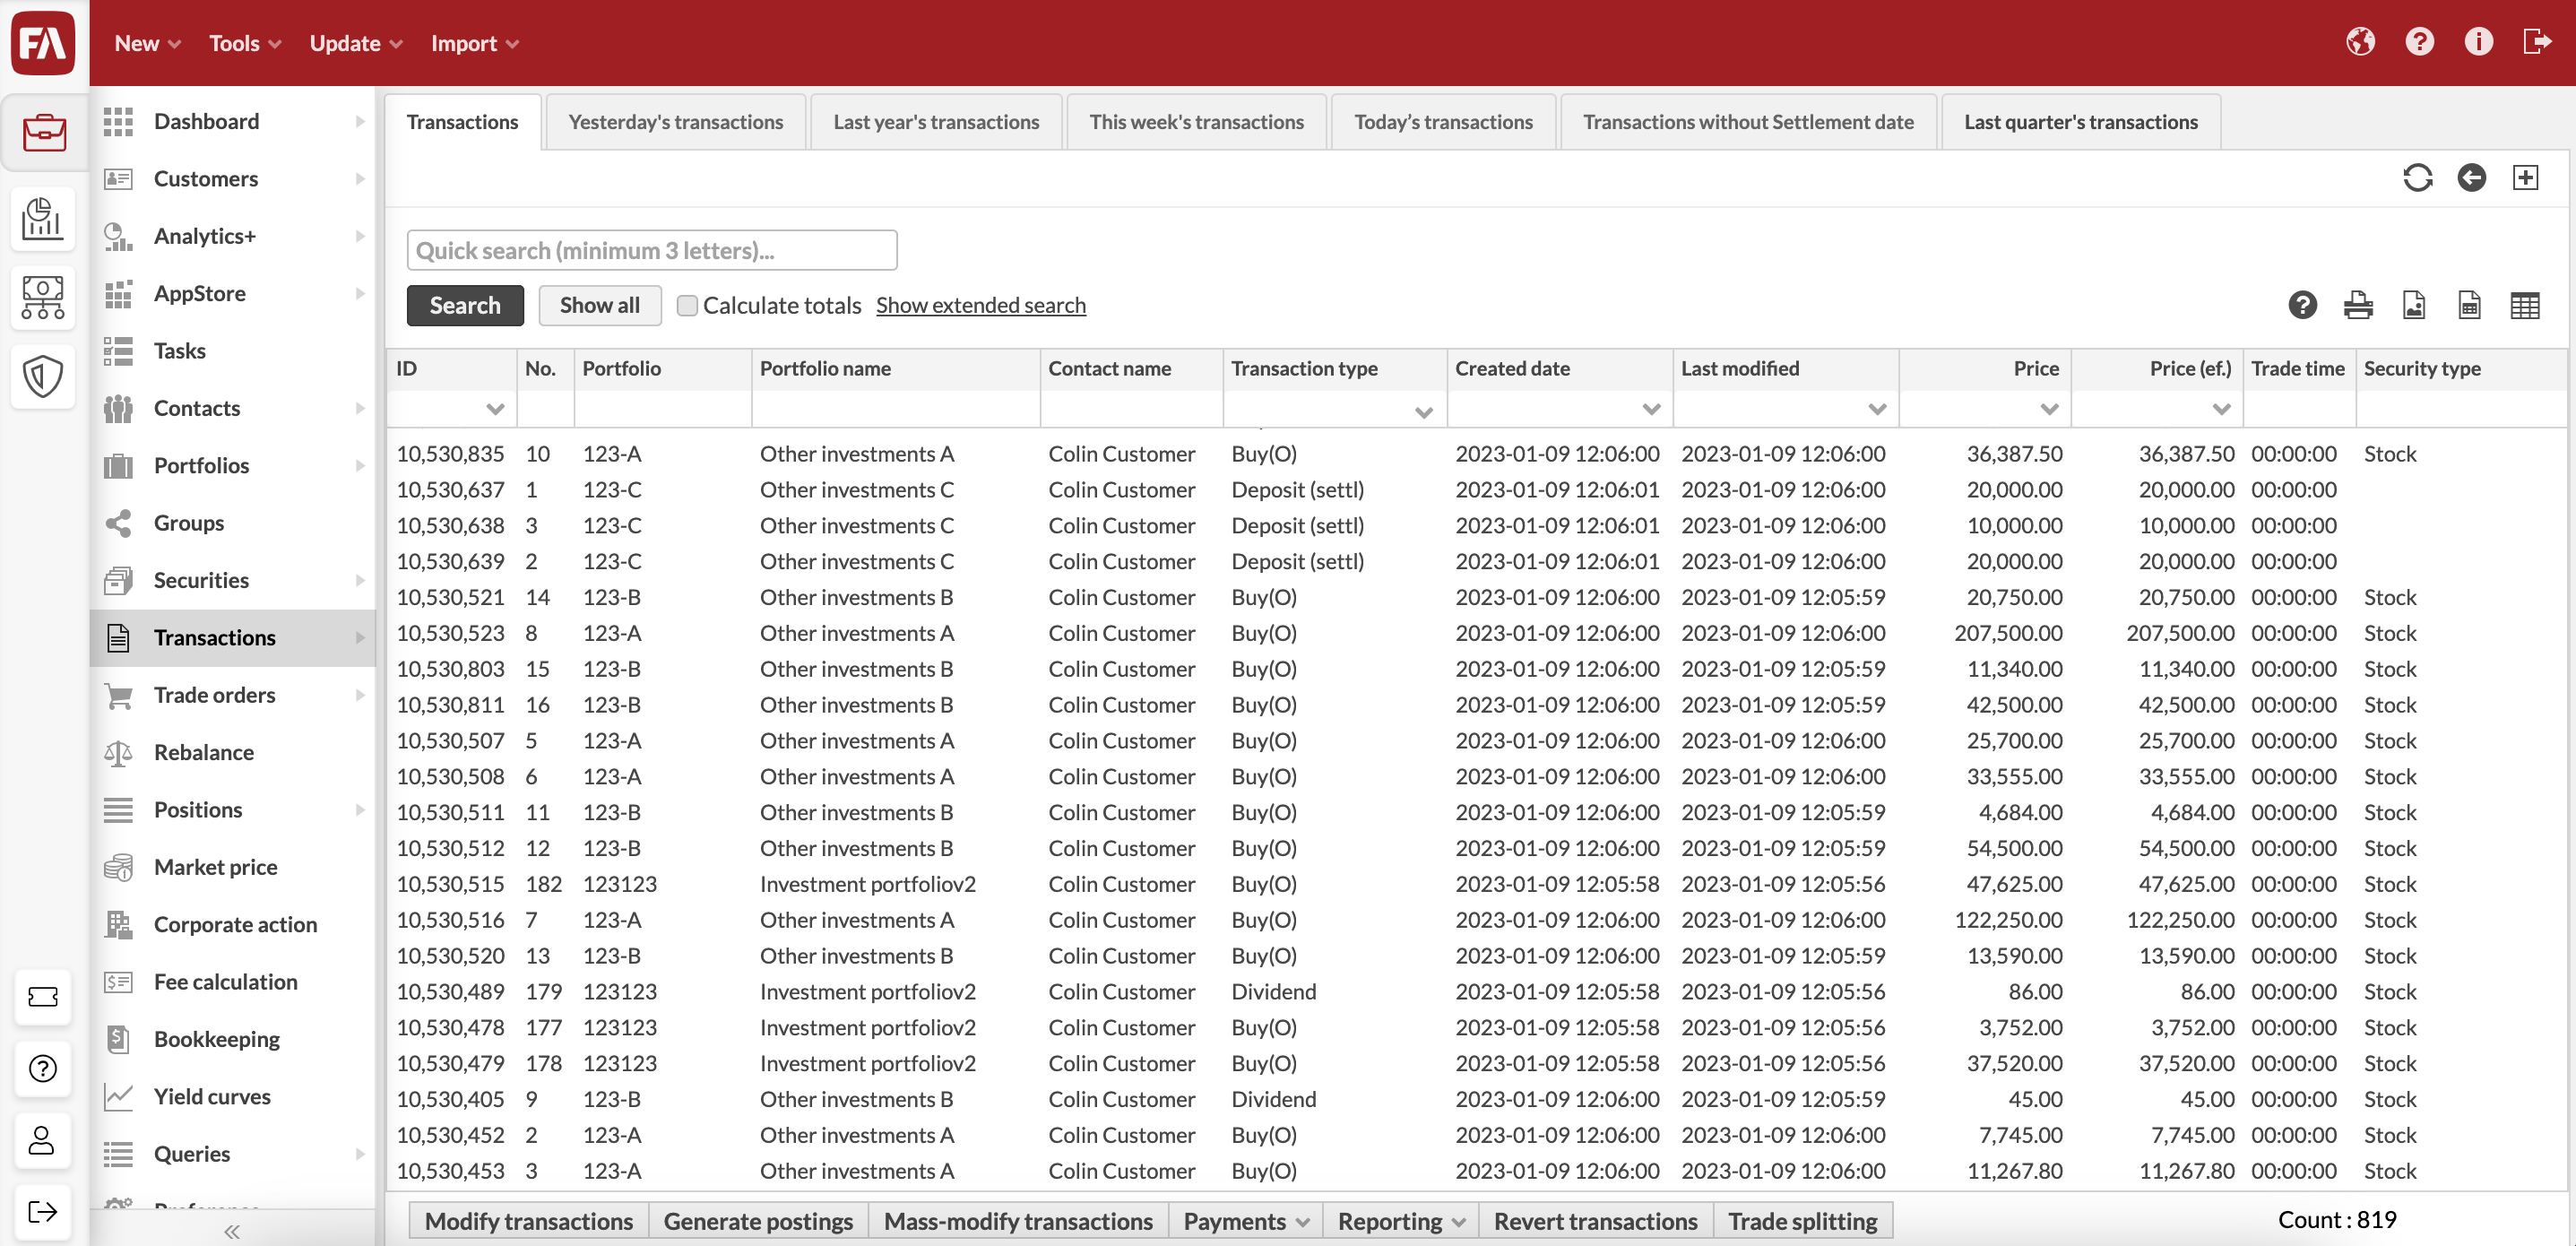 FA New Tools Update Import
Dashboard
Customers
Analytics+
AppStore
Tasks
Contacts
Portfolios
Groups
Securities
Transactions
Trade orders
Rebalance
Positions
Market price
Corporate action
Fee calculation
Bookkeeping
Yield curves
Queries
Transactions Yesterday's transactions Last year's transactions This week's transactions Today’s transactions Transactions without Settlement date Last quarter's transactions
Quick search (minimum 3 letters)...
Search Show all Calculate totals Show extended search
ID No. Portfolio Portfolio name Contact name Transaction type Created date Last modified Price Price (ef.) Trade time Security type
10,530,835 10 123-A Other investments A Colin Customer Buy(O) 2023-01-09 12:06:00 2023-01-09 12:06:00 36,387.50 36,387.50 00:00:00 Stock
10,530,637 1 123-C Other investments C Colin Customer Deposit (settl) 2023-01-09 12:06:01 2023-01-09 12:06:00 20,000.00 20,000.00 00:00:00
10,530,638 3 123-C Other investments C Colin Customer Deposit (settl) 2023-01-09 12:06:01 2023-01-09 12:06:00 10,000.00 10,000.00 00:00:00
10,530,639 2 123-C Other investments C Colin Customer Deposit (settl) 2023-01-09 12:06:01 2023-01-09 12:06:00 20,000.00 20,000.00 00:00:00
10,530,521 14 123-B Other investments B Colin Customer Buy(O) 2023-01-09 12:06:00 2023-01-09 12:05:59 20,750.00 20,750.00 00:00:00 Stock
10,530,523 8 123-A Other investments A Colin Customer Buy(O) 2023-01-09 12:06:00 2023-01-09 12:06:00 207,500.00 207,500.00 00:00:00 Stock
10,530,803 15 123-B Other investments B Colin Customer Buy(O) 2023-01-09 12:06:00 2023-01-09 12:05:59 11,340.00 11,340.00 00:00:00 Stock
10,530,811 16 123-B Other investments B Colin Customer Buy(O) 2023-01-09 12:06:00 2023-01-09 12:05:59 42,500.00 42,500.00 00:00:00 Stock
10,530,507 5 123-A Other investments A Colin Customer Buy(O) 2023-01-09 12:06:00 2023-01-09 12:06:00 25,700.00 25,700.00 00:00:00 Stock
10,530,508 6 123-A Other investments A Colin Customer Buy(O) 2023-01-09 12:06:00 2023-01-09 12:06:00 33,555.00 33,555.00 00:00:00 Stock
10,530,511 11 123-B Other investments B Colin Customer Buy(O) 2023-01-09 12:06:00 2023-01-09 12:05:59 4,684.00 4,684.00 00:00:00 Stock
10,530,512 12 123-B Other investments B Colin Customer Buy(O) 2023-01-09 12:06:00 2023-01-09 12:05:59 54,500.00 54,500.00 00:00:00 Stock
10,530,515 182 123123 Investment portfoliov2 Colin Customer Buy(O) 2023-01-09 12:05:58 2023-01-09 12:05:56 47,625.00 47,625.00 00:00:00 Stock
10,530,516 7 123-A Other investments A Colin Customer Buy(O) 2023-01-09 12:06:00 2023-01-09 12:06:00 122,250.00 122,250.00 00:00:00 Stock
10,530,520 13 123-B Other investments B Colin Customer Buy(O) 2023-01-09 12:06:00 2023-01-09 12:05:59 13,590.00 13,590.00 00:00:00 Stock
10,530,489 179 123123 Investment portfoliov2 Colin Customer Dividend 2023-01-09 12:05:58 2023-01-09 12:05:56 86.00 86.00 00:00:00 Stock
10,530,478 177 123123 Investment portfoliov2 Colin Customer Buy(O) 2023-01-09 12:05:58 2023-01-09 12:05:56 3,752.00 3,752.00 00:00:00 Stock
10,530,479 178 123123 Investment portfoliov2 Colin Customer Buy(O) 2023-01-09 12:05:58 2023-01-09 12:05:56 37,520.00 37,520.00 00:00:00 Stock
10,530,405 9 123-B Other investments B Colin Customer Dividend 2023-01-09 12:06:00 2023-01-09 12:05:59 45.00 45.00 00:00:00 Stock
10,530,452 2 123-A Other investments A Colin Customer Buy(O) 2023-01-09 12:06:00 2023-01-09 12:06:00 7,745.00 7,745.00 00:00:00 Stock
10,530,453 3 123-A Other investments A Colin Customer Buy(O) 2023-01-09 12:06:00 2023-01-09 12:06:00 11,267.80 11,267.80 00:00:00 Stock
Modify transactions Generate postings Mass-modify transactions Payments Reporting Revert transactions Trade splitting Count : 819